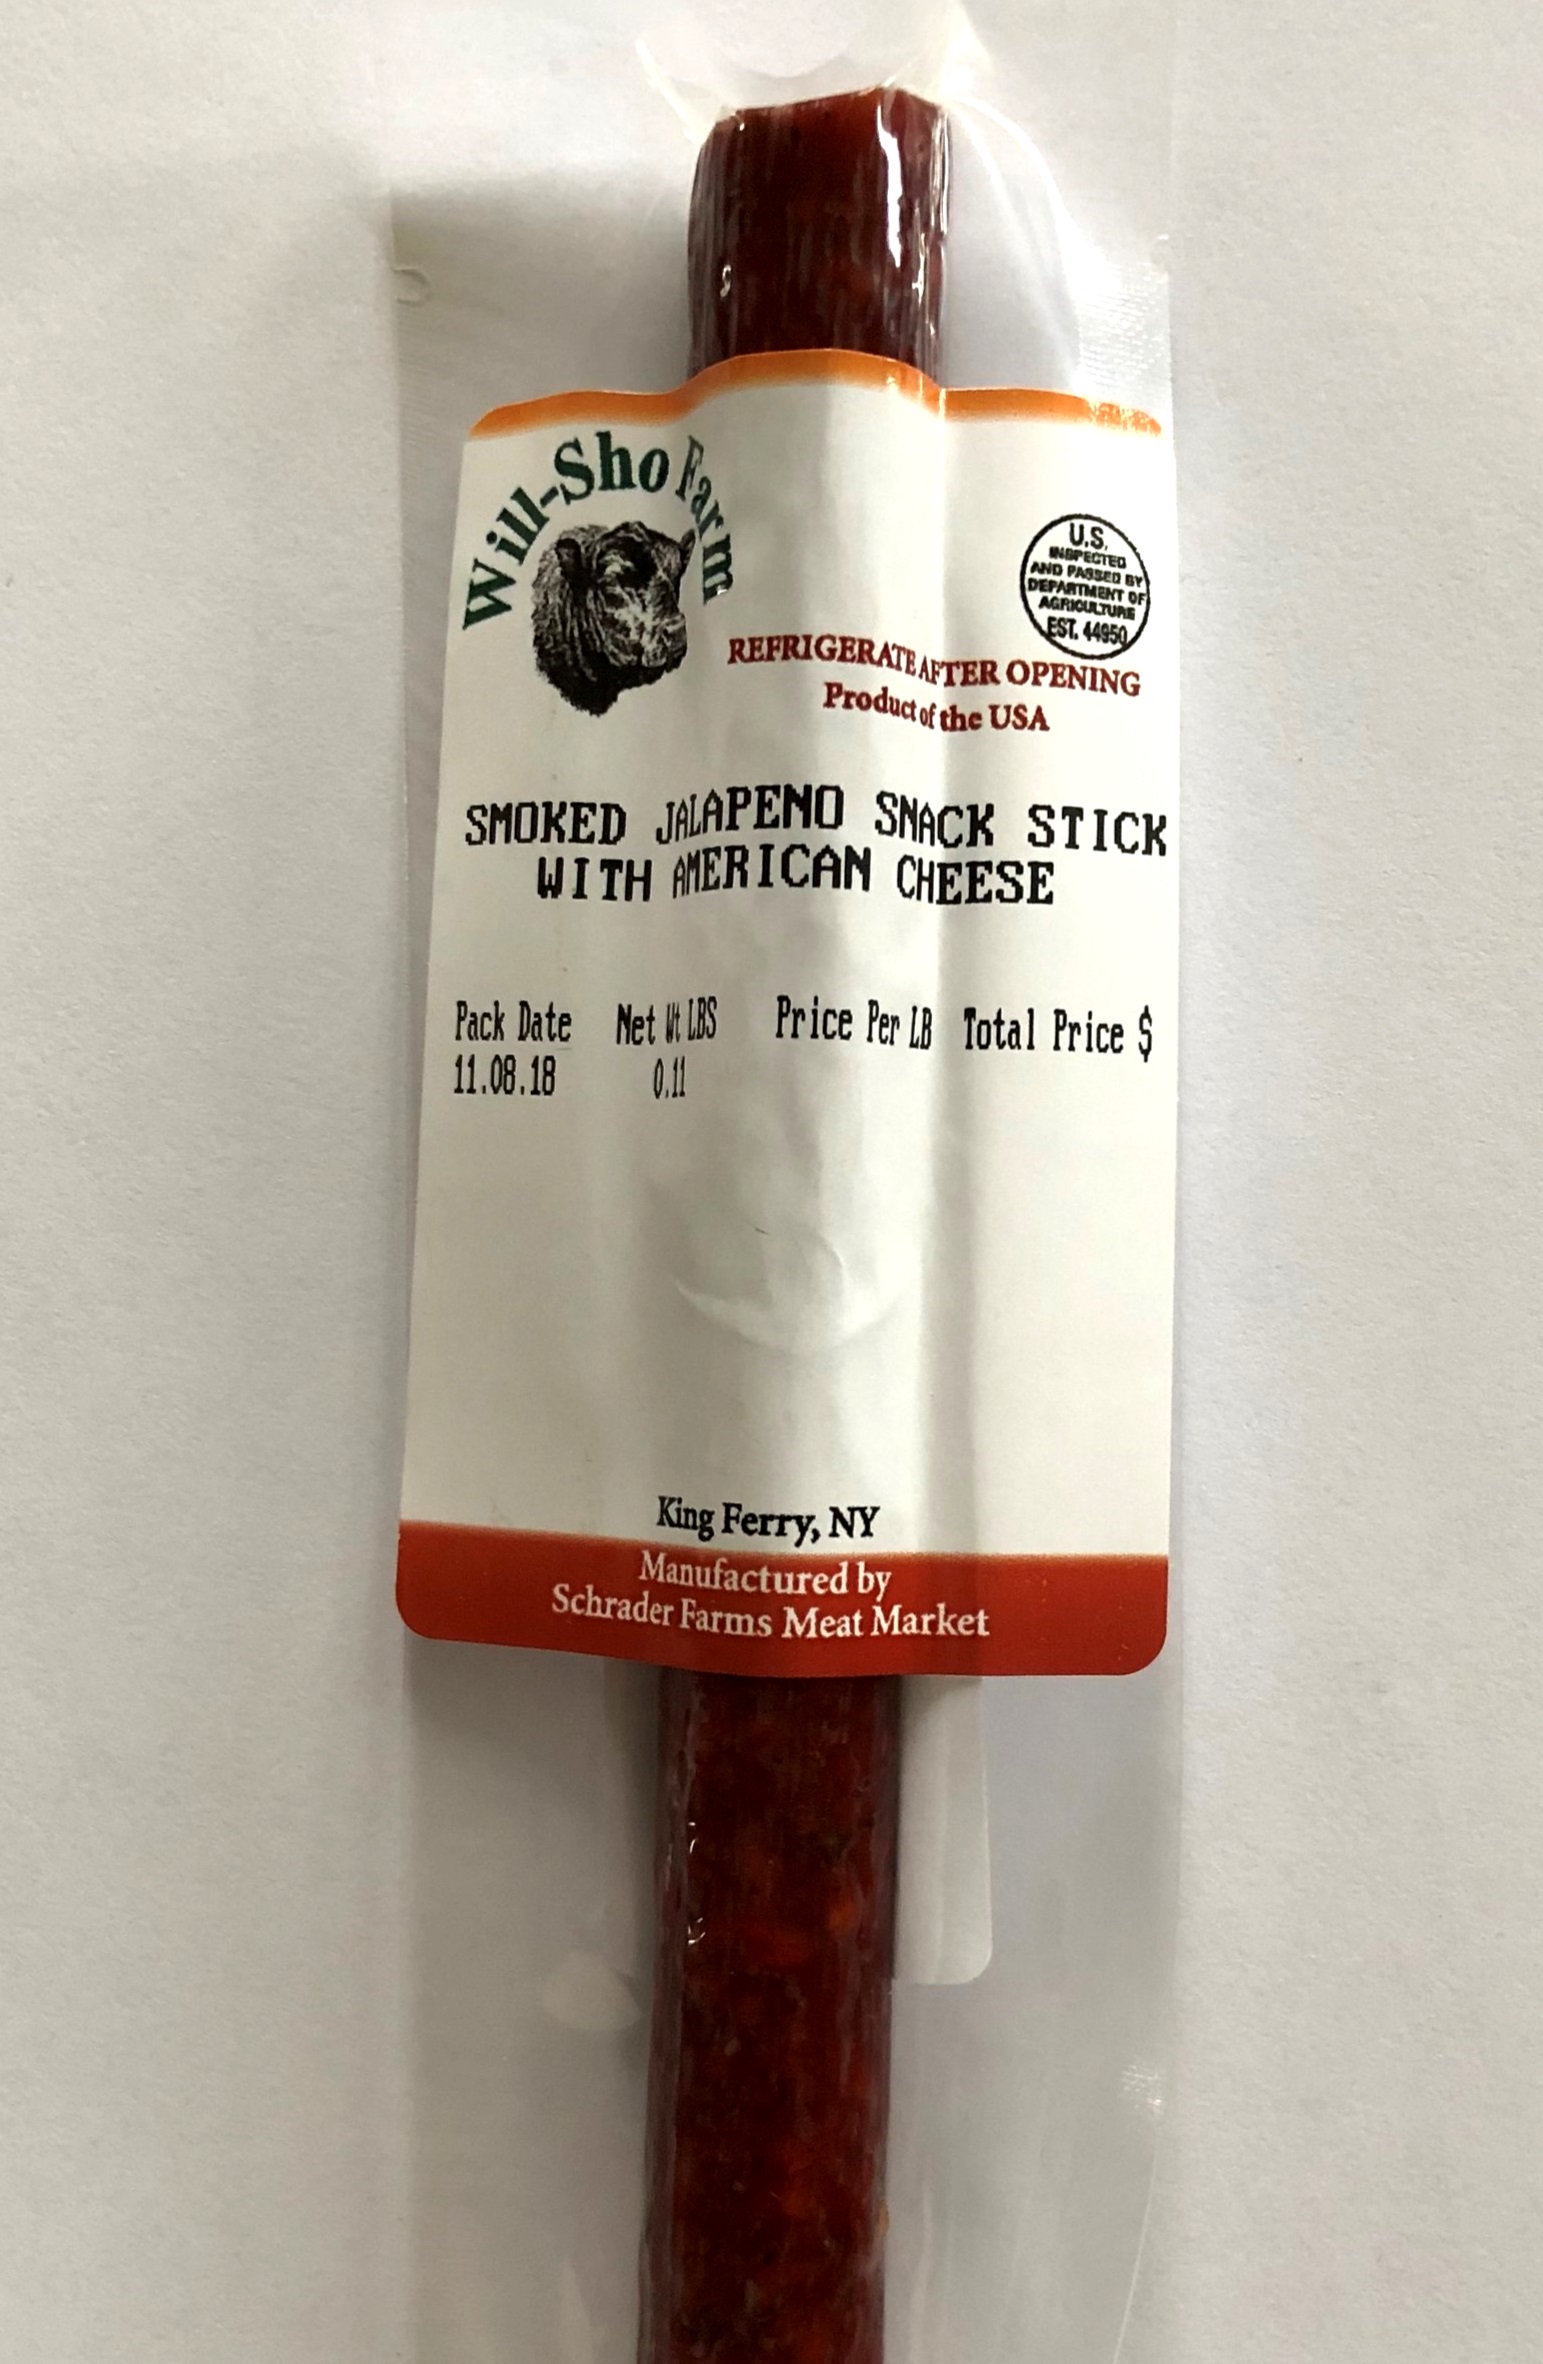 Will-Sho Farm
U.S.
INSPECTED
AND PASSED BY
DEPARTMENT OF
AGRICULTURE
EST. 44950
REFRIGERATE AFTER OPENING
Product of the USA
SMOKED JALAPENO SNACK STICK
WITH AMERICAN CHEESE
Pack Date Net Wt LBS Price Per LB Total Price $
11.08.18 0.11
King Ferry, NY
Manufactured by
Schrader Farms Meat Market